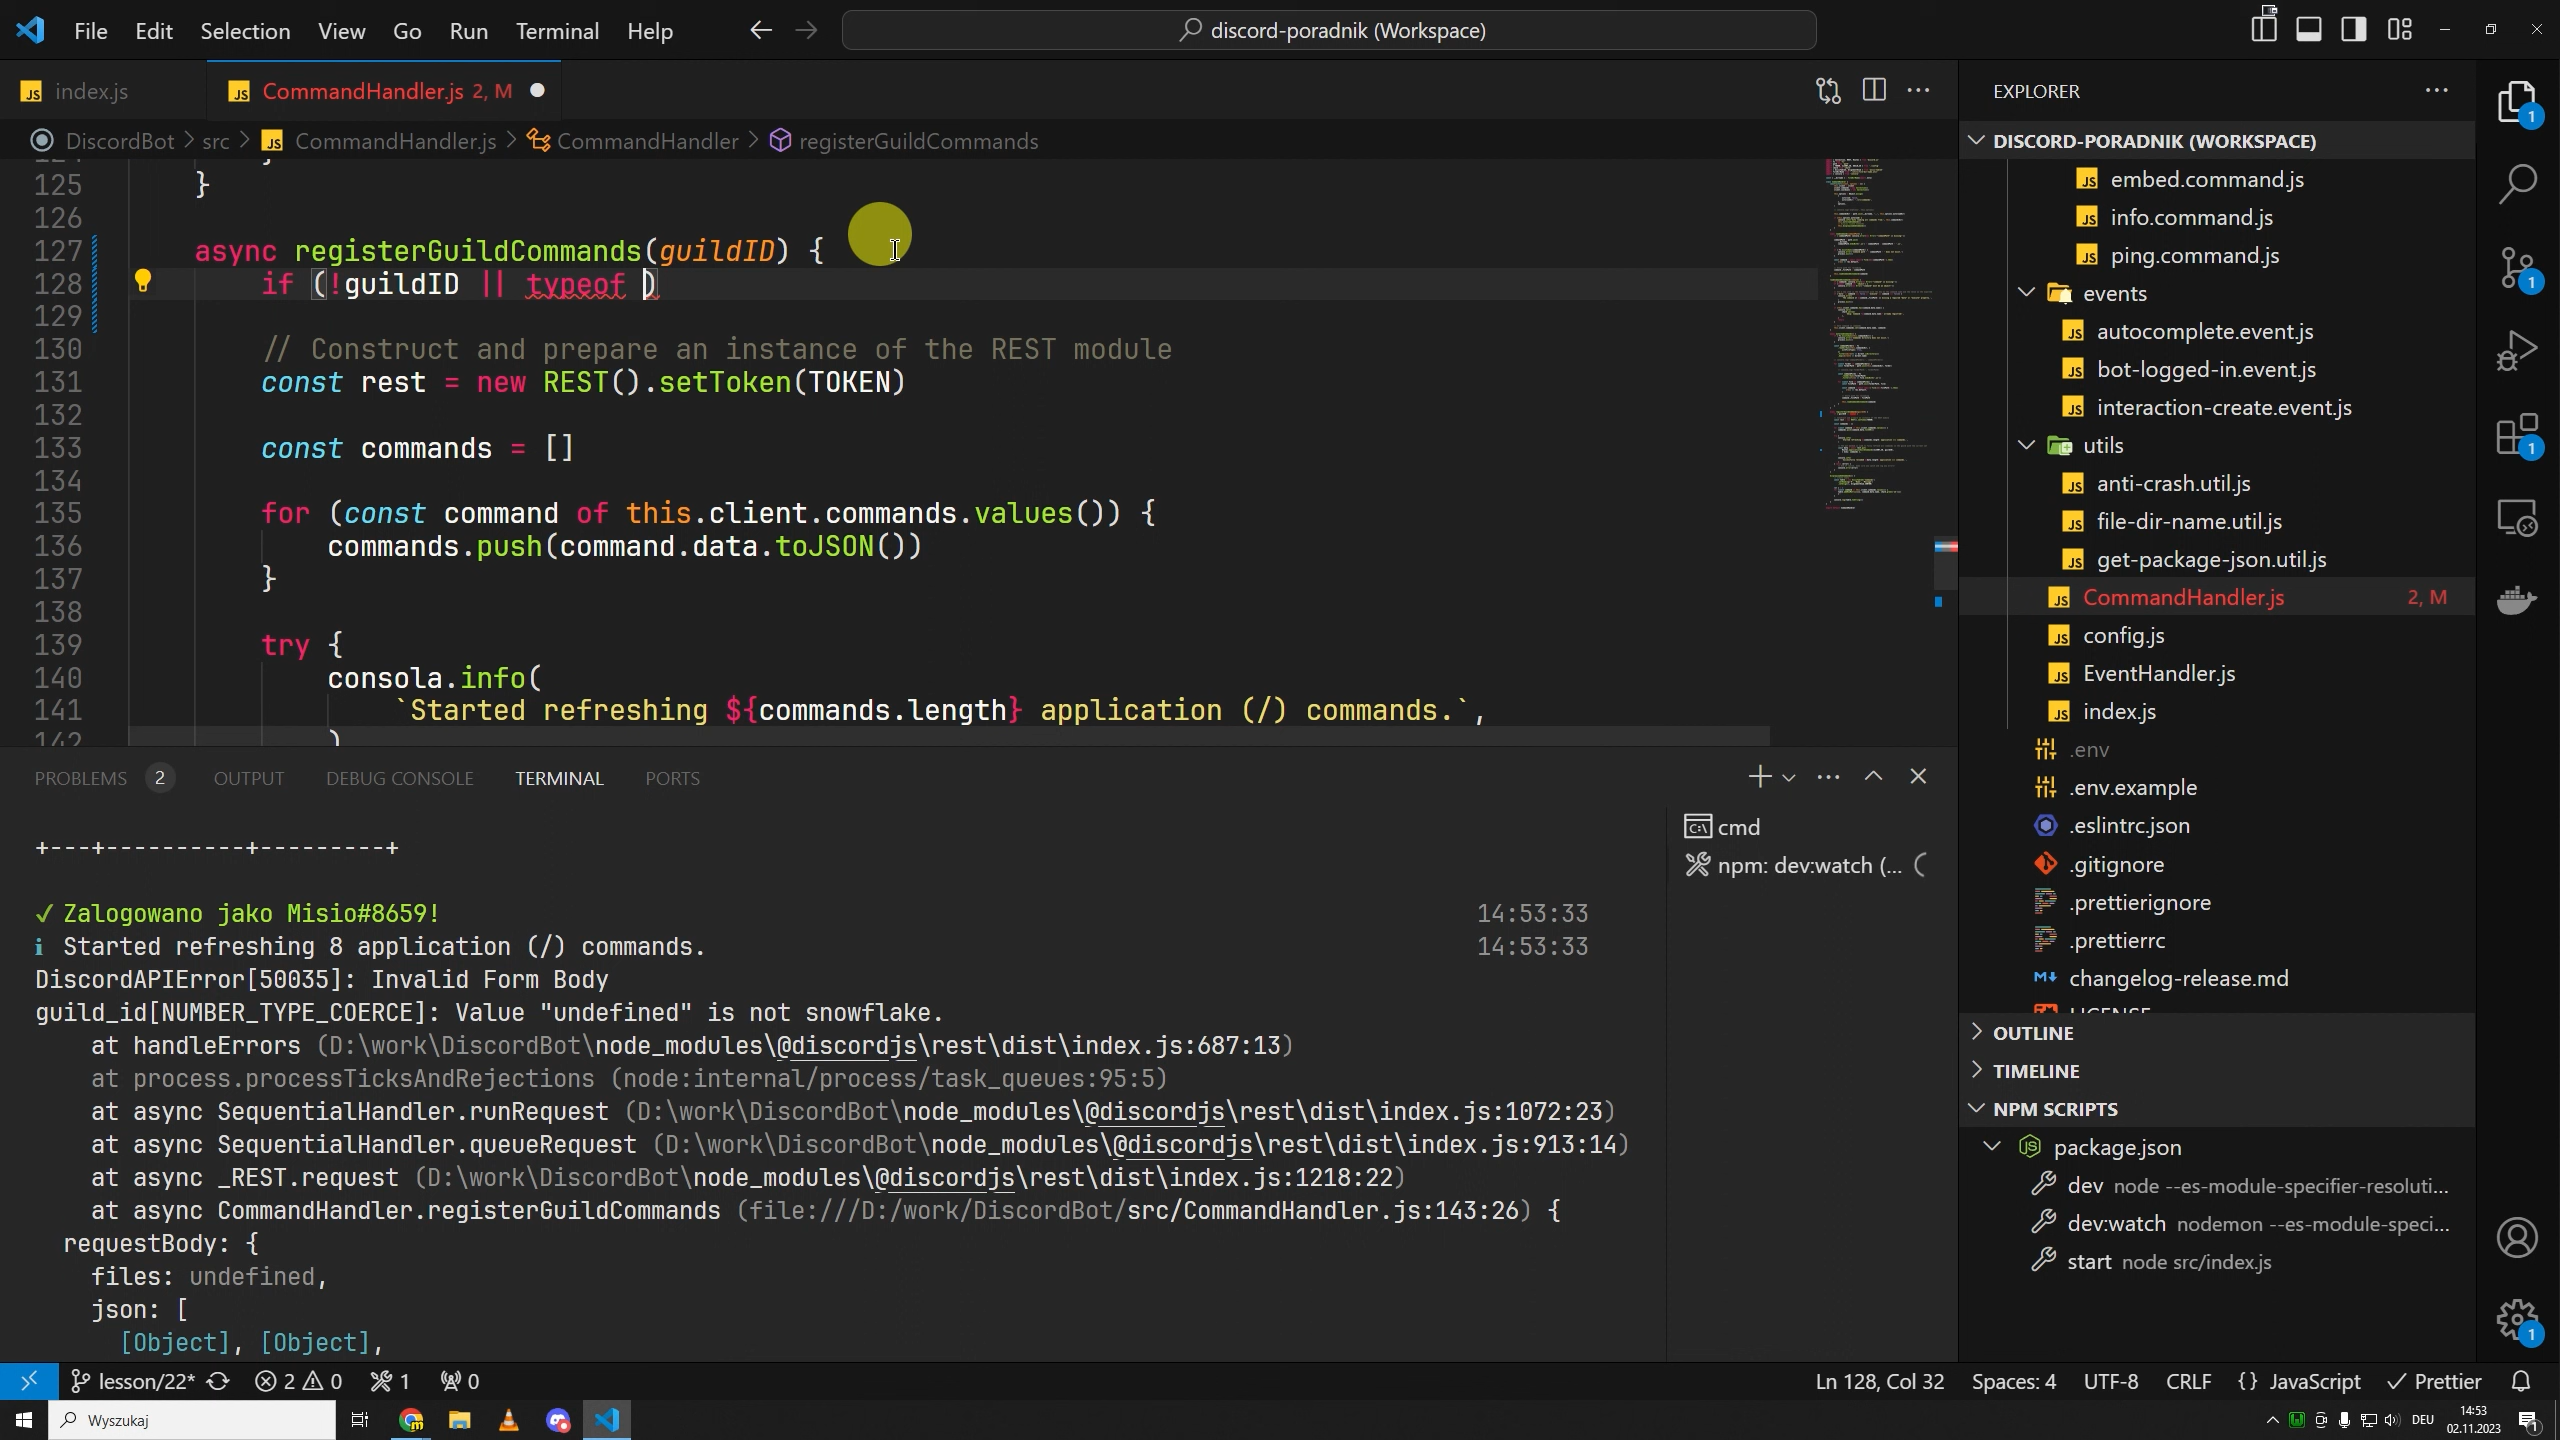 File Edit Selection View Go Run Terminal Help
discord-poradnik (Workspace)
index.js
CommandHandler.js 2, M
DiscordBot > src > CommandHandler.js > CommandHandler > registerGuildCommands
125 }
126
127 async registerGuildCommands(guildID) {
128 if (!guildID || typeof )
129
130 // Construct and prepare an instance of the REST module
131 const rest = new REST().setToken(TOKEN)
132
133 const commands = []
134
135 for (const command of this.client.commands.values()) {
136 commands.push(command.data.toJSON())
137 }
138
139 try {
140 consola.info(
141 `Started refreshing ${commands.length} application (/) commands.`,
142 )
PROBLEMS 2 OUTPUT DEBUG CONSOLE TERMINAL PORTS
+---+----------+---------+
✓ Zalogowano jako Misio#8659! 14:53:33
i Started refreshing 8 application (/) commands. 14:53:33
DiscordAPIError[50035]: Invalid Form Body
guild_id[NUMBER_TYPE_COERCE]: Value "undefined" is not snowflake.
at handleErrors (D:\work\DiscordBot\node_modules\@discordjs\rest\dist\index.js:687:13)
at process.processTicksAndRejections (node:internal/process/task_queues:95:5)
at async SequentialHandler.runRequest (D:\work\DiscordBot\node_modules\@discordjs\rest\dist\index.js:1072:23)
at async SequentialHandler.queueRequest (D:\work\DiscordBot\node_modules\@discordjs\rest\dist\index.js:913:14)
at async _REST.request (D:\work\DiscordBot\node_modules\@discordjs\rest\dist\index.js:1218:22)
at async CommandHandler.registerGuildCommands (file:///D:/work/DiscordBot/src/CommandHandler.js:143:26) {
requestBody: {
files: undefined,
json: [
[Object], [Object],
cmd
npm: dev:watch (...
EXPLORER
DISCORD-PORADNIK (WORKSPACE)
embed.command.js
info.command.js
ping.command.js
events
autocomplete.event.js
bot-logged-in.event.js
interaction-create.event.js
utils
anti-crash.util.js
file-dir-name.util.js
get-package-json.util.js
CommandHandler.js 2, M
config.js
EventHandler.js
index.js
.env
.env.example
.eslintrc.json
.gitignore
.prettierignore
.prettierrc
changelog-release.md
OUTLINE
TIMELINE
NPM SCRIPTS
package.json
dev node --es-module-specifier-resoluti...
dev:watch nodemon --es-module-speci...
start node src/index.js
1
1
1
1
lesson/22* 2 0 1 0
Ln 128, Col 32 Spaces: 4 UTF-8 CRLF {} JavaScript Prettier
Wyszukaj
DEU
14:53
02.11.2023
1